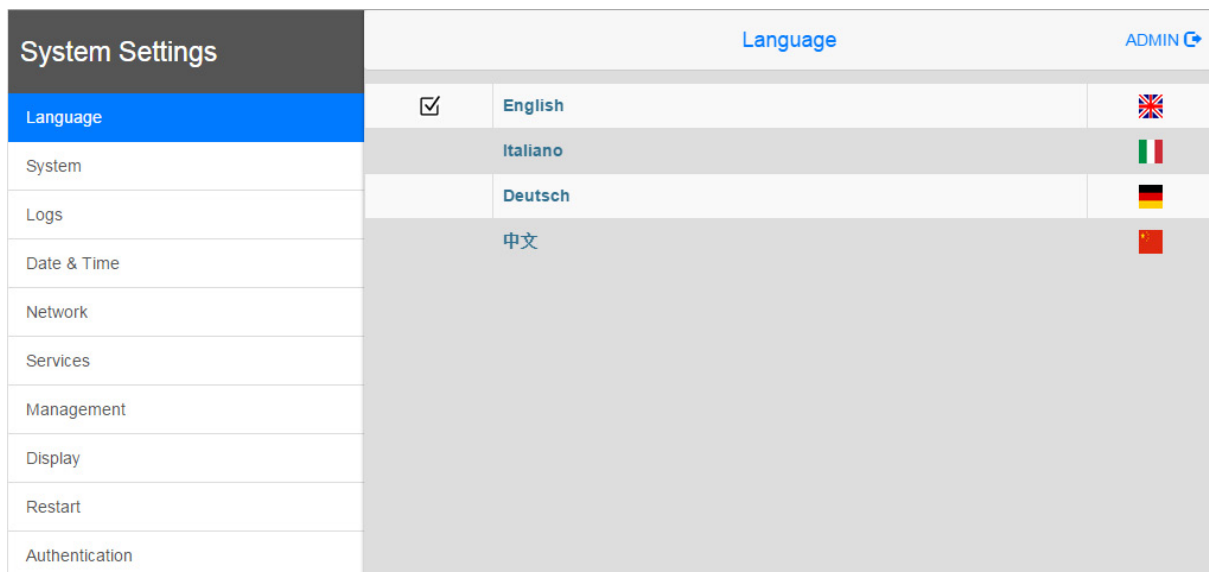 System Settings
Language
System
Logs
Date & Time
Network
Services
Management
Display
Restart
Authentication
Language
ADMIN
English
Italiano
Deutsch
中文